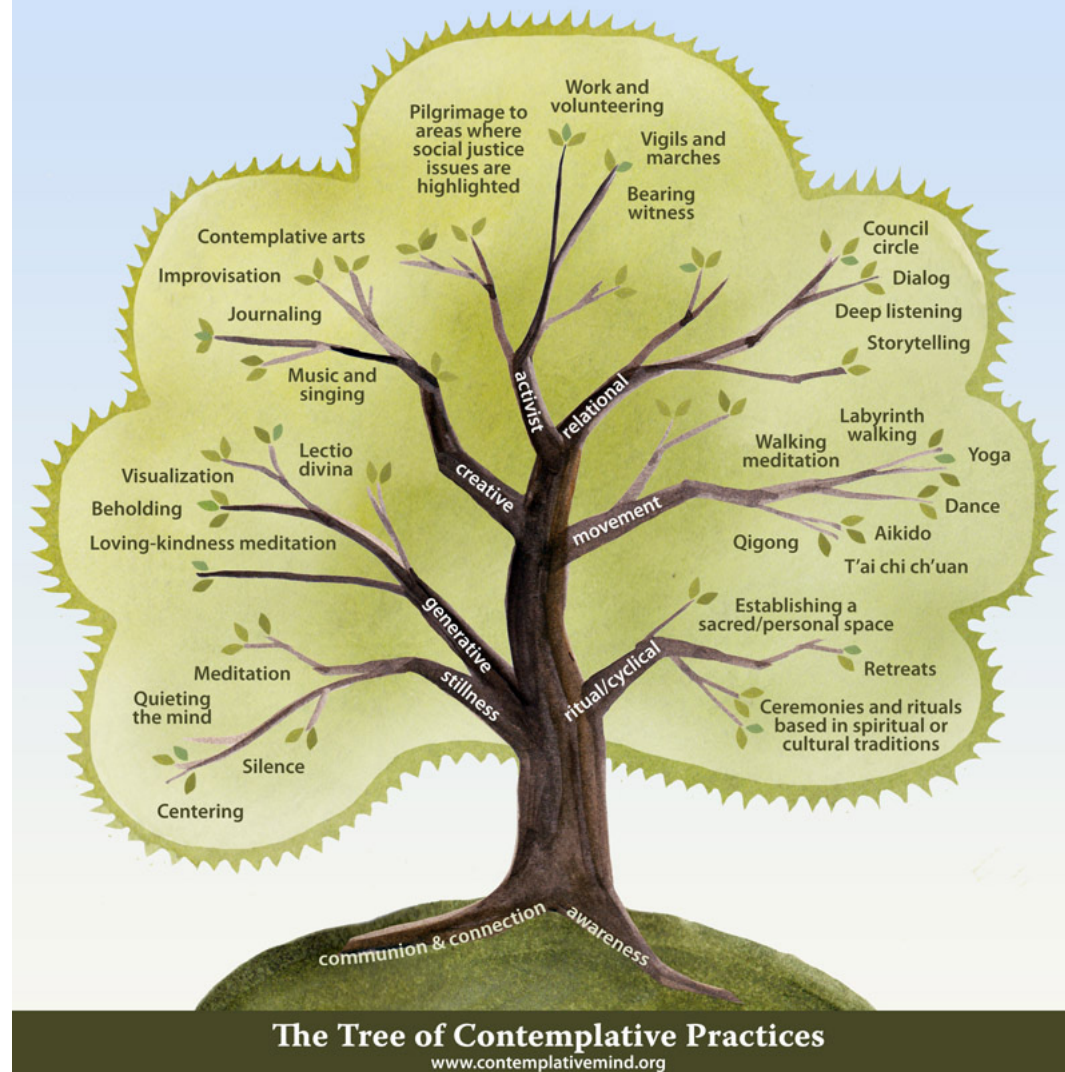 Work and
volunteering
Pilgrimage to
areas where
social justice
issues are
highlighted
Vigils and
marches
Bearing
witness
Contemplative arts
Improvisation
Journaling
Music and
singing
Council
circle
Dialog
Deep listening
Storytelling
activist
relational
Lectio
divina
Visualization
Beholding
Loving-kindness meditation
creative
Labyrinth
walking
Walking
meditation
Yoga
Dance
Aikido
Qigong
T'ai chi ch'uan
movement
generative
Meditation
Quieting
the mind
Silence
Centering
stillness
ritual/cyclical
Establishing a
sacred/personal space
Retreats
Ceremonies and rituals
based in spiritual or
cultural traditions
communion & connection
awareness
The Tree of Contemplative Practices
www.contemplativemind.org